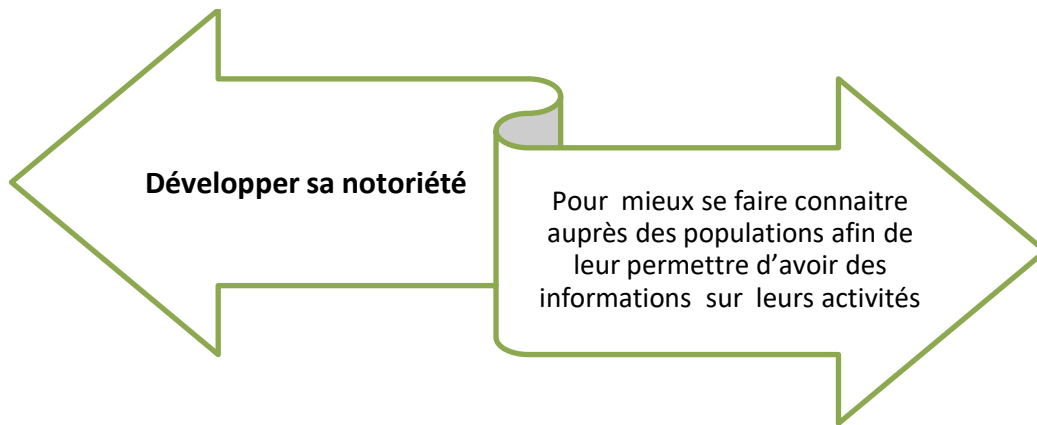 Développer sa notoriété
Pour mieux se faire connaitre
auprès des populations afin de
leur permettre d’avoir des
informations sur leurs activités